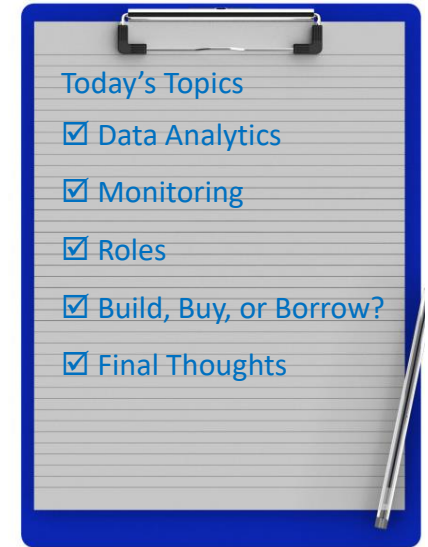 Today’s Topics
☑ Data Analytics
☑ Monitoring
☑ Roles
☑ Build, Buy, or Borrow?
☑ Final Thoughts